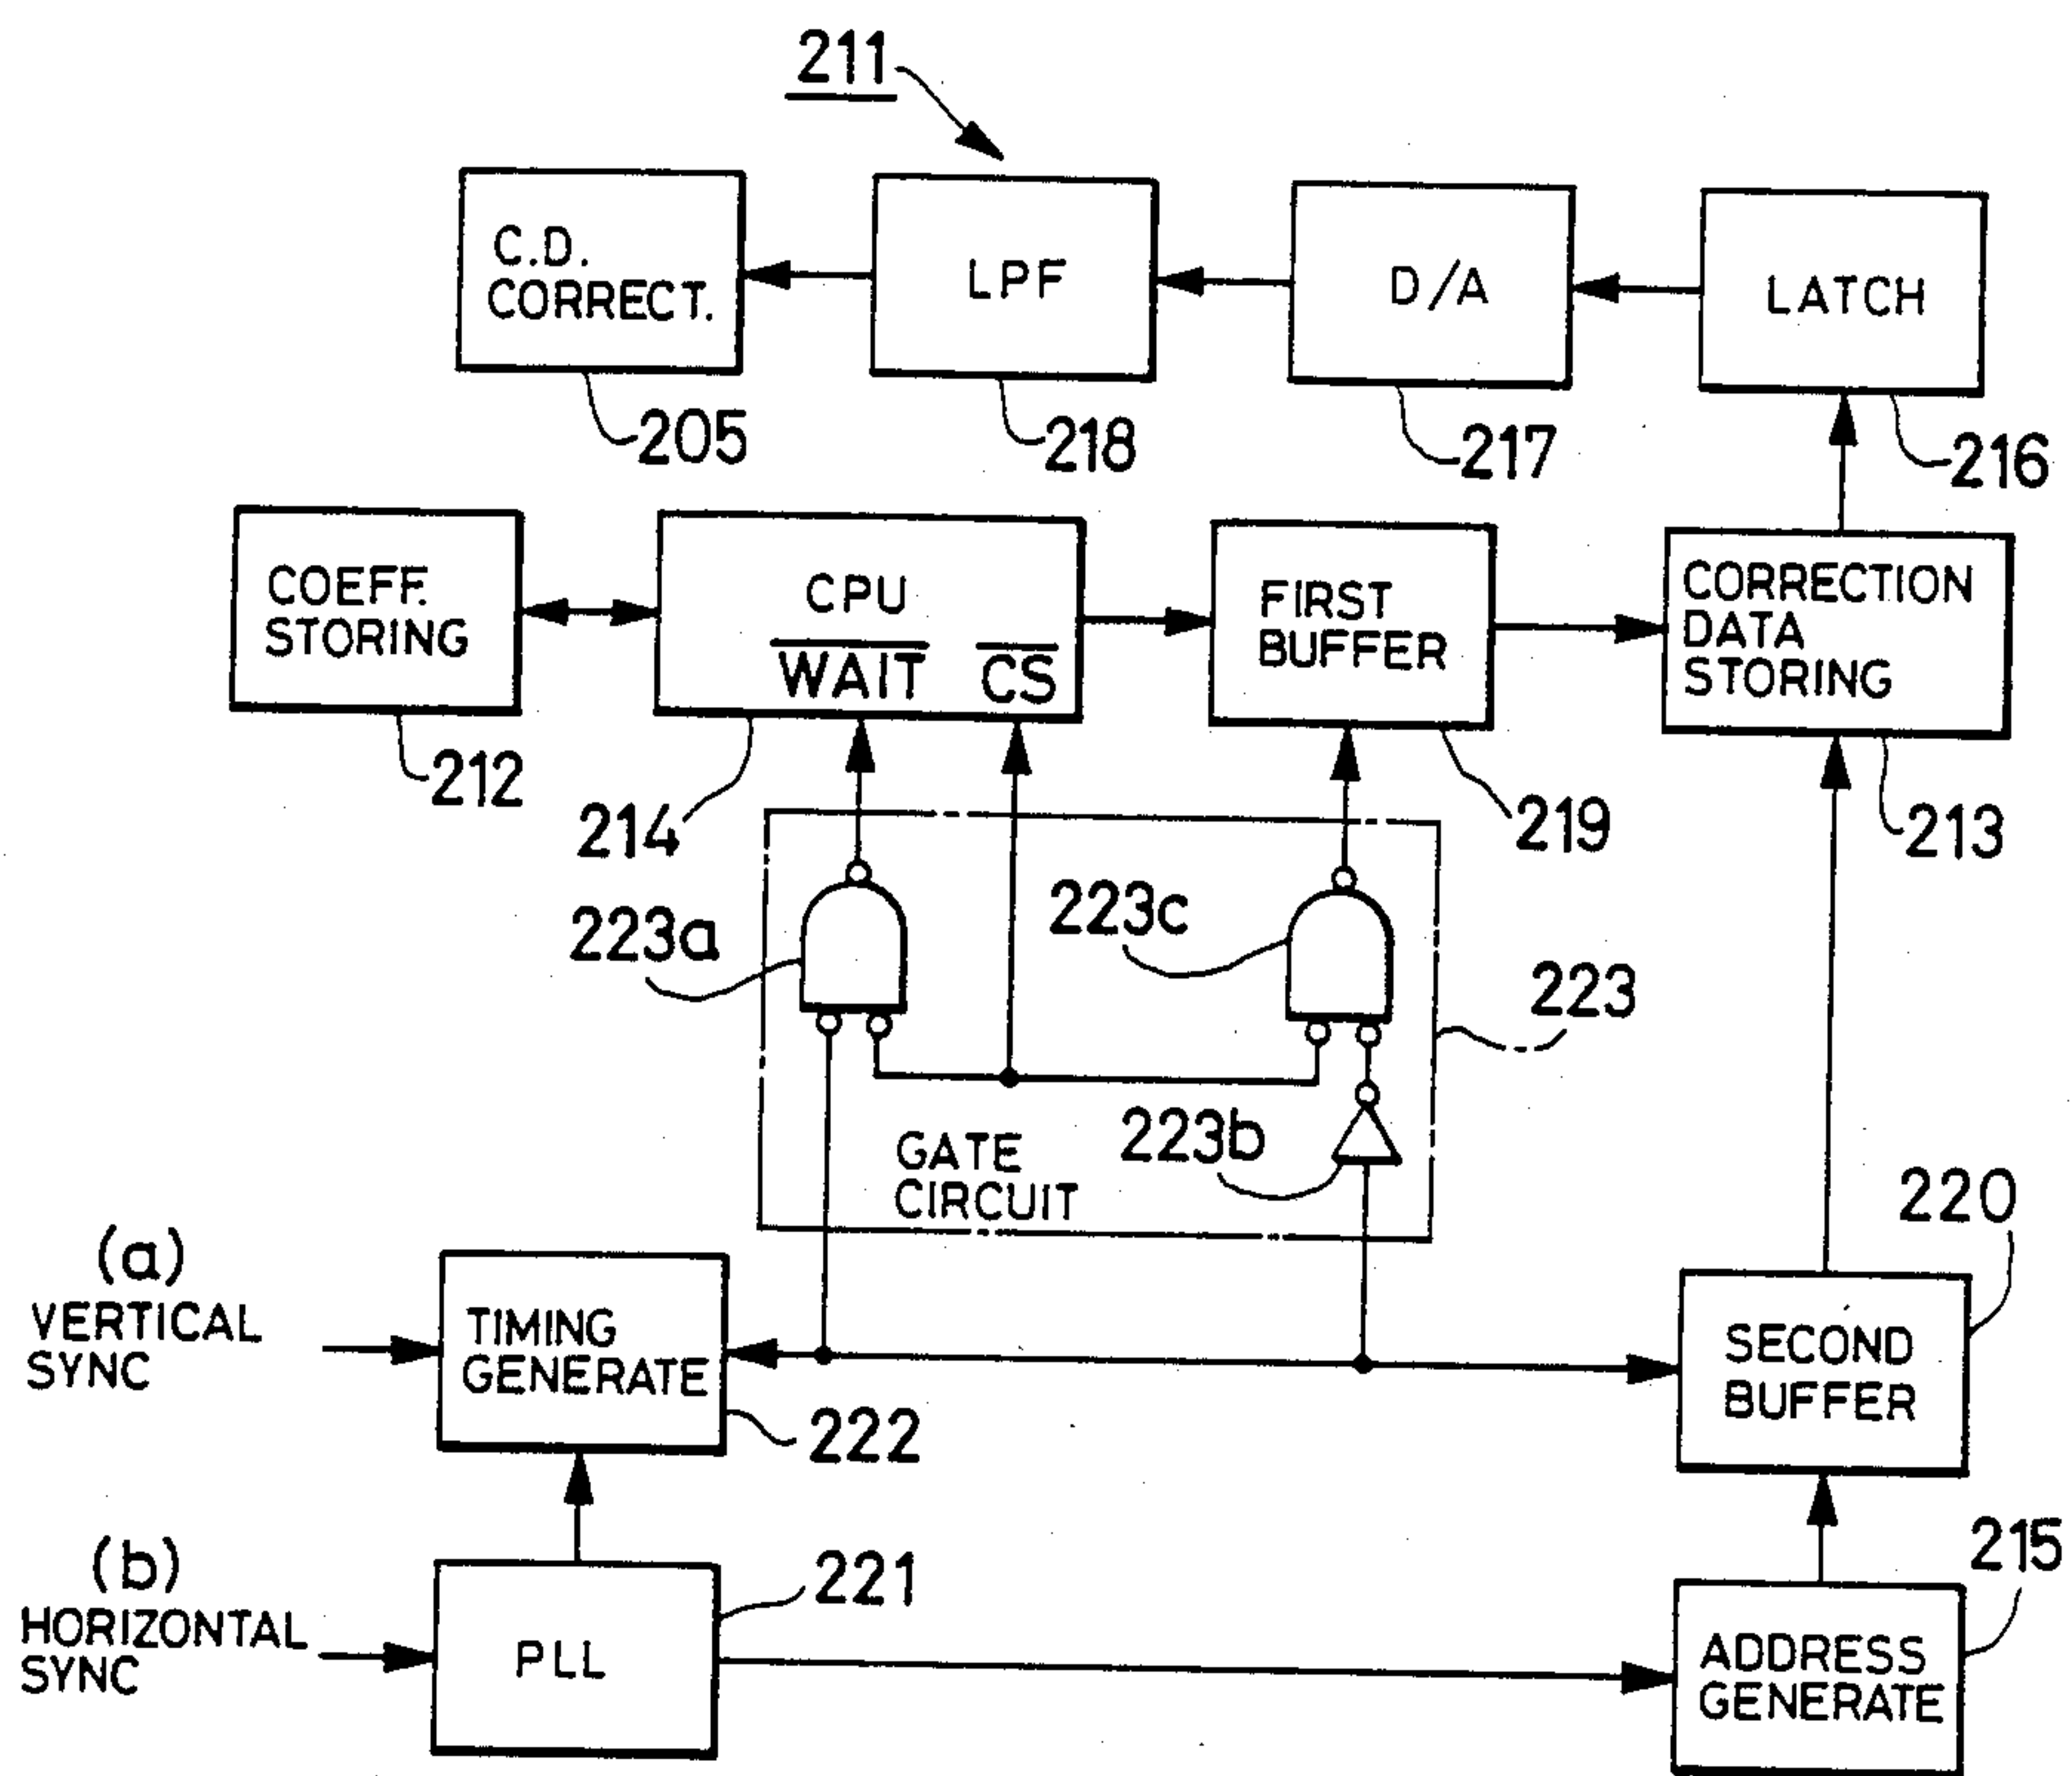 211
C.D.
CORRECT.
LPF
D/A
LATCH
205
218
217
216
COEFF.
STORING
CPU
WAIT CS
FIRST
BUFFER
CORRECTION
DATA
STORING
212
214
219
213
223a
223c
223
223b
GATE
CIRCUIT
220
(a)
VERTICAL
SYNC
TIMING
GENERATE
SECOND
BUFFER
222
(b)
HORIZONTAL
SYNC
PLL
221
215
ADDRESS
GENERATE